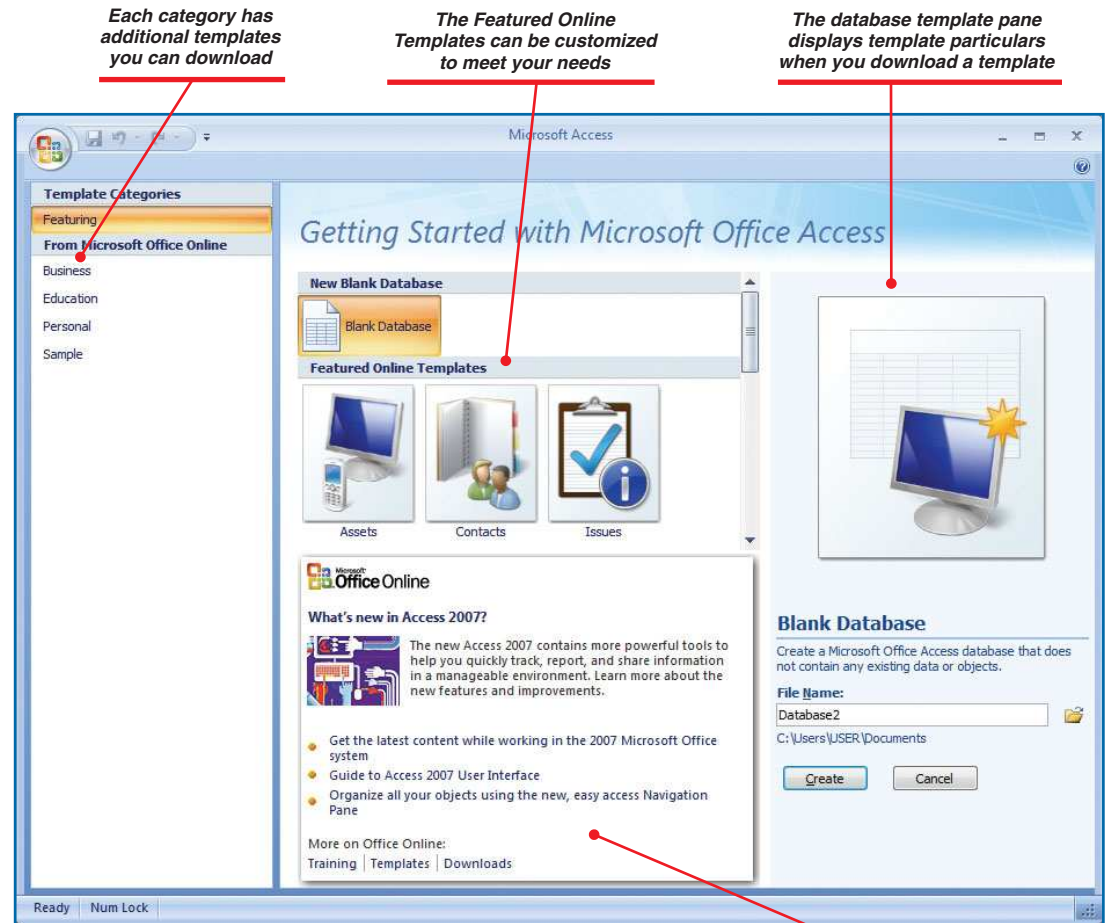 Each category has
additional templates
you can download
The Featured Online
Templates can be customized
to meet your needs
The database template pane
displays template particulars
when you download a template
Microsoft Access
Template Categories
Featuring
From Microsoft Office Online
Business
Education
Personal
Sample
Getting Started with Microsoft Office Access
New Blank Database
Blank Database
Featured Online Templates
Assets
Contacts
Issues
Microsoft
Office Online
What's new in Access 2007?
The new Access 2007 contains more powerful tools to
help you quickly track, report, and share information
in a manageable environment. Learn more about the
new features and improvements.
Get the latest content while working in the 2007 Microsoft Office
system
Guide to Access 2007 User Interface
Organize all your objects using the new, easy access Navigation
Pane
More on Office Online:
Training | Templates | Downloads
Blank Database
Create a Microsoft Office Access database that does
not contain any existing data or objects.
File Name:
Database2
C:\Users\USER\Documents
Create
Cancel
Ready
Num Lock